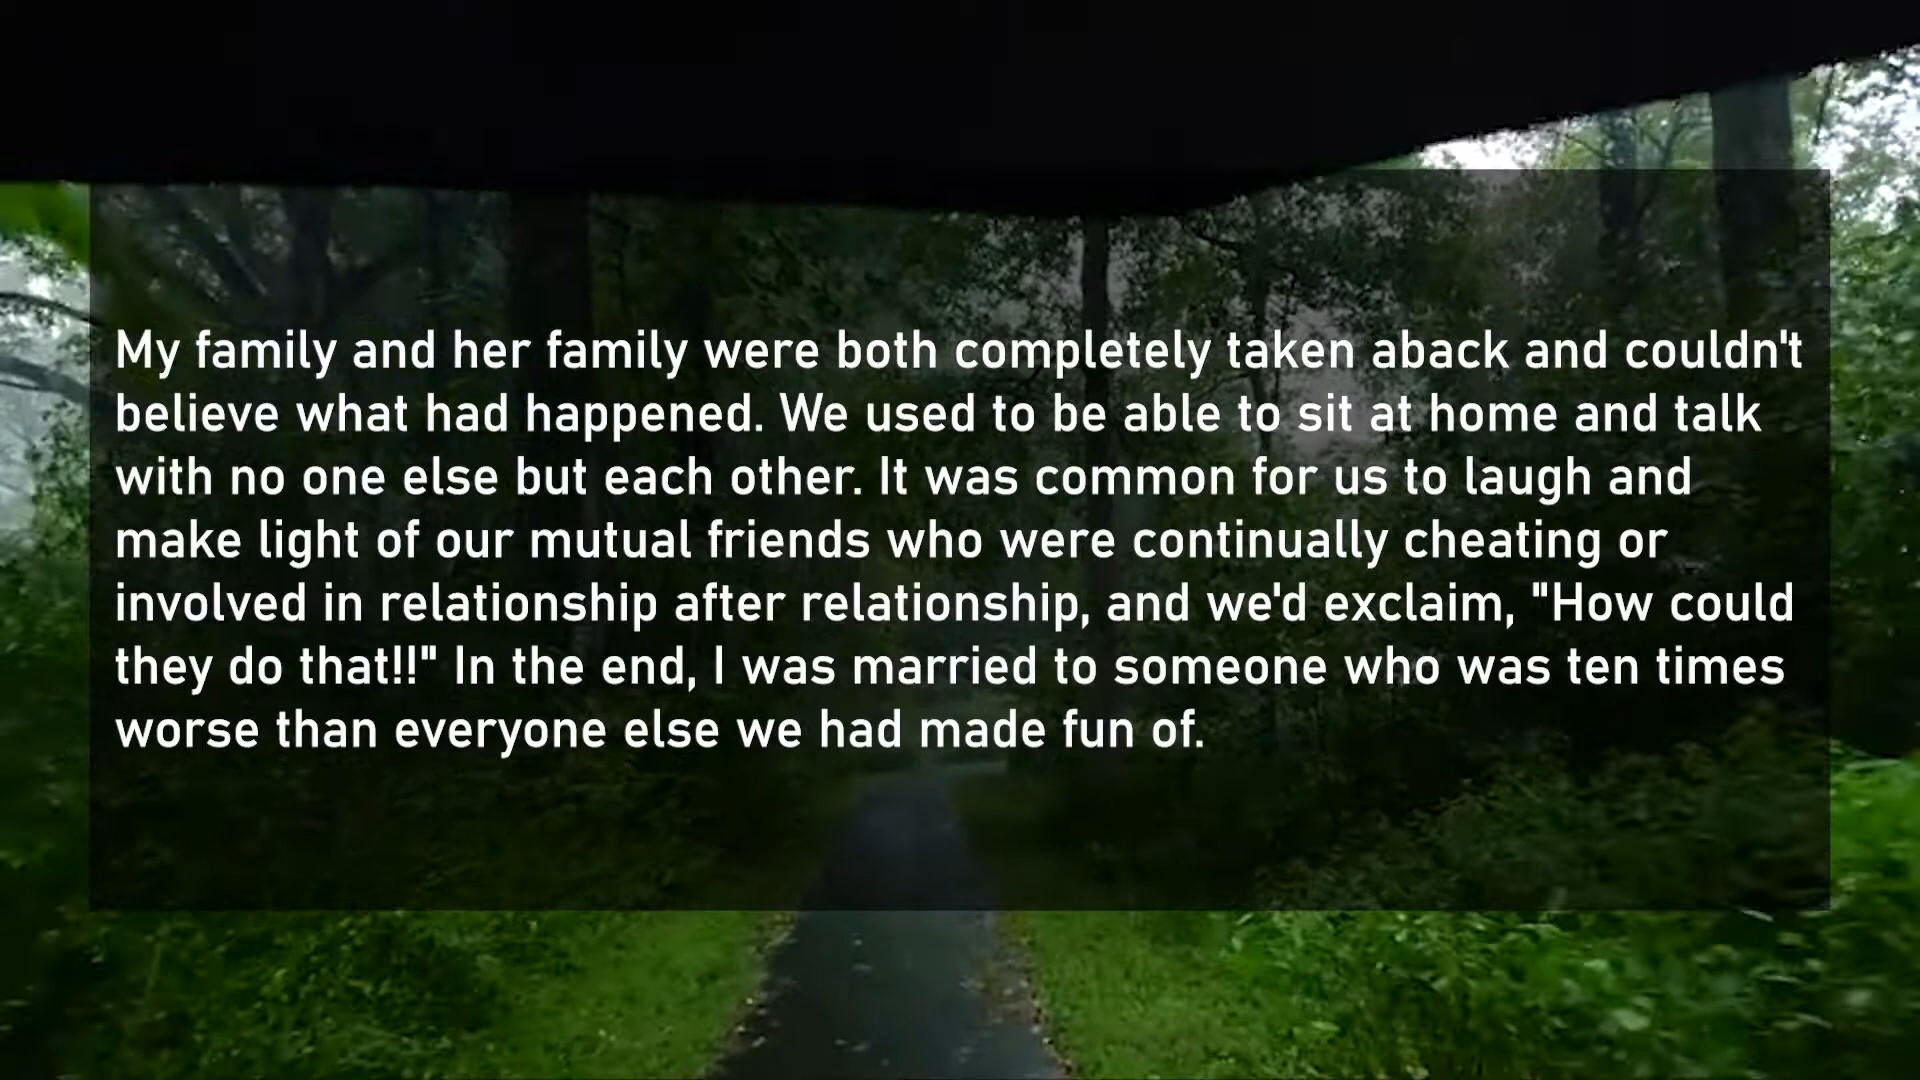 My family and her family were both completely taken aback and couldn't
believe what had happened. We used to be able to sit at home and talk
with no one else but each other. It was common for us to laugh and
make light of our mutual friends who were continually cheating or
involved in relationship after relationship, and we'd exclaim, "How could
they do that!!" In the end, I was married to someone who was ten times
worse than everyone else we had made fun of.